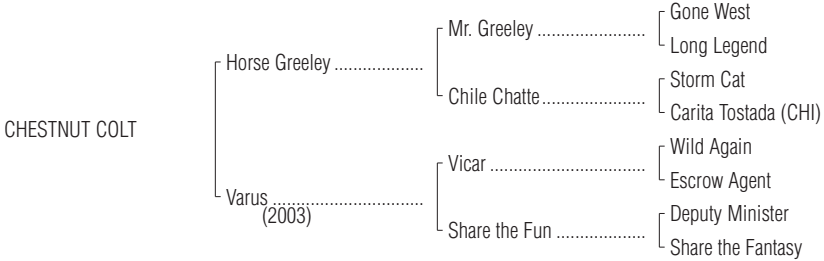 Gone West
Mr. Greeley ......................
Long Legend
Horse Greeley ...................
Storm Cat
Chile Chatte.....................
Carita Tostada (CHI)
CHESTNUT COLT
Wild Again
Vicar ................................
Escrow Agent
Varus ................................
(2003)
Deputy Minister
Share the Fun ..................
Share the Fantasy